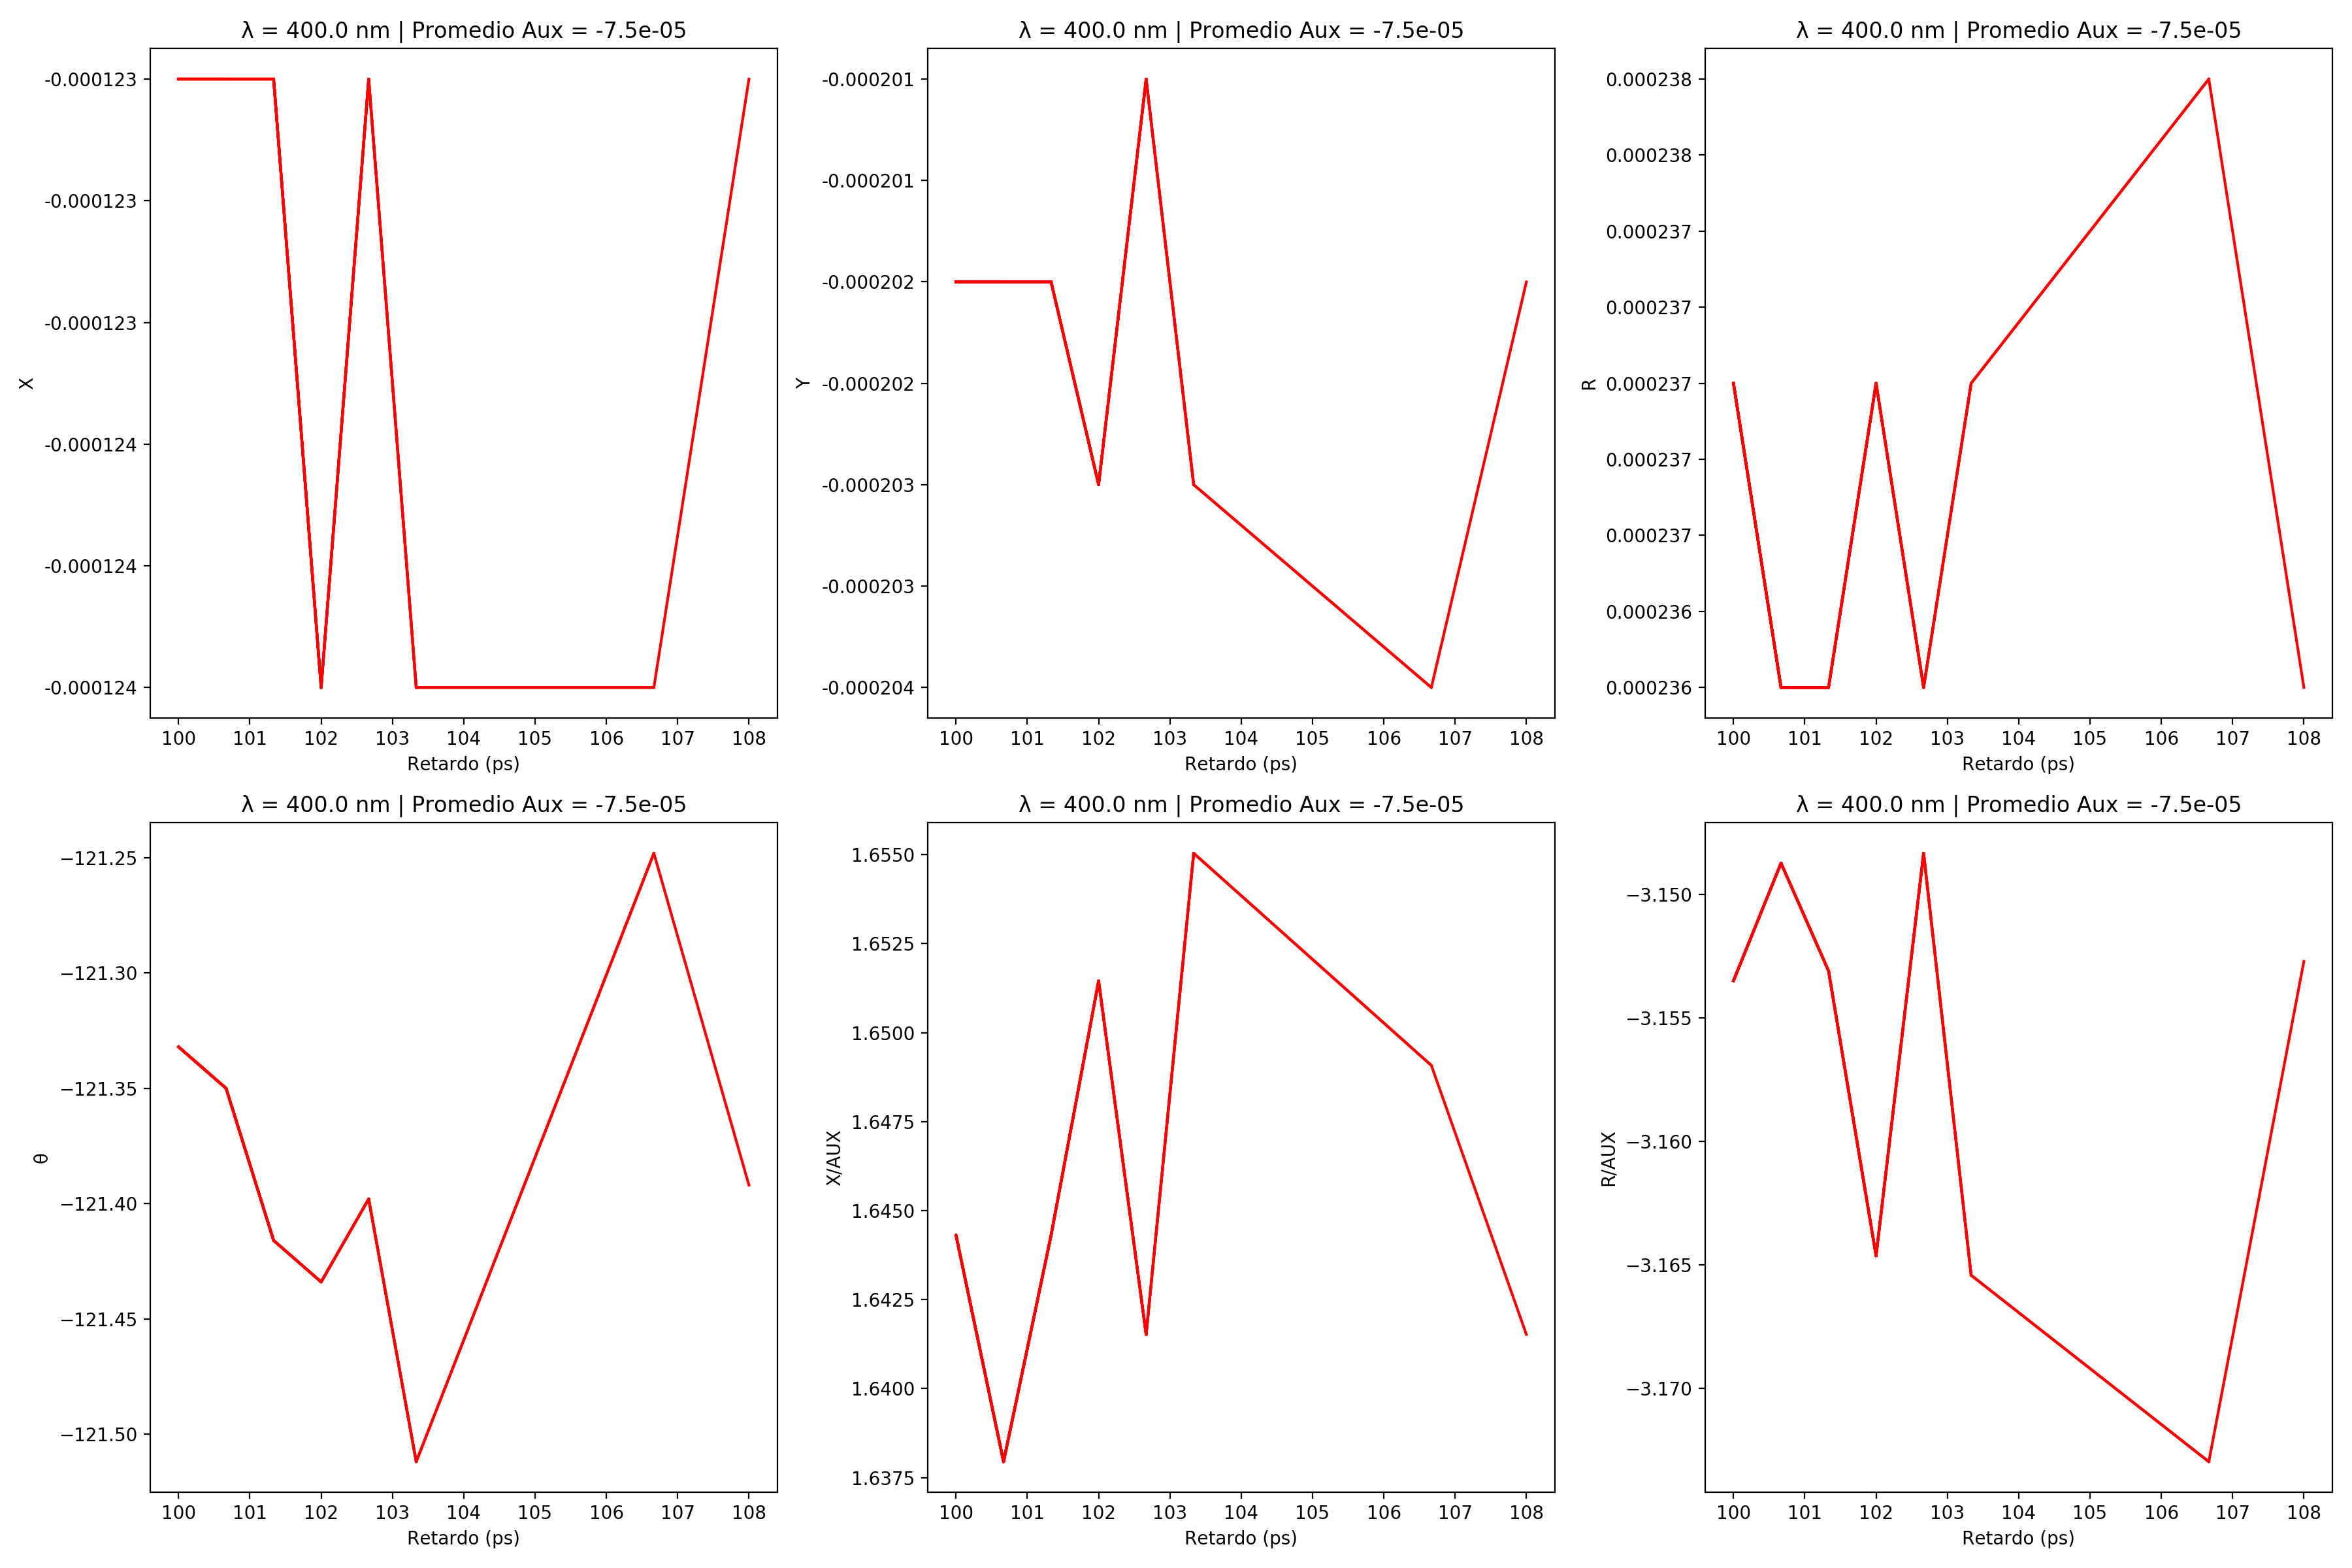 λ = 400.0 nm | Promedio Aux = -7.5e-05
-0.000123
-0.000123
-0.000123
-0.000124
-0.000124
-0.000124
X
100 101 102 103 104 105 106 107 108
Retardo (ps)
λ = 400.0 nm | Promedio Aux = -7.5e-05
-0.000201
-0.000201
-0.000202
-0.000202
-0.000203
-0.000203
-0.000204
Y
100 101 102 103 104 105 106 107 108
Retardo (ps)
λ = 400.0 nm | Promedio Aux = -7.5e-05
0.000238
0.000238
0.000237
0.000237
0.000237
0.000237
0.000237
0.000236
0.000236
R
100 101 102 103 104 105 106 107 108
Retardo (ps)
λ = 400.0 nm | Promedio Aux = -7.5e-05
−121.25
−121.30
−121.35
−121.40
−121.45
−121.50
θ
100 101 102 103 104 105 106 107 108
Retardo (ps)
λ = 400.0 nm | Promedio Aux = -7.5e-05
1.6550
1.6525
1.6500
1.6475
1.6450
1.6425
1.6400
1.6375
X/AUX
100 101 102 103 104 105 106 107 108
Retardo (ps)
λ = 400.0 nm | Promedio Aux = -7.5e-05
−3.150
−3.155
−3.160
−3.165
−3.170
R/AUX
100 101 102 103 104 105 106 107 108
Retardo (ps)